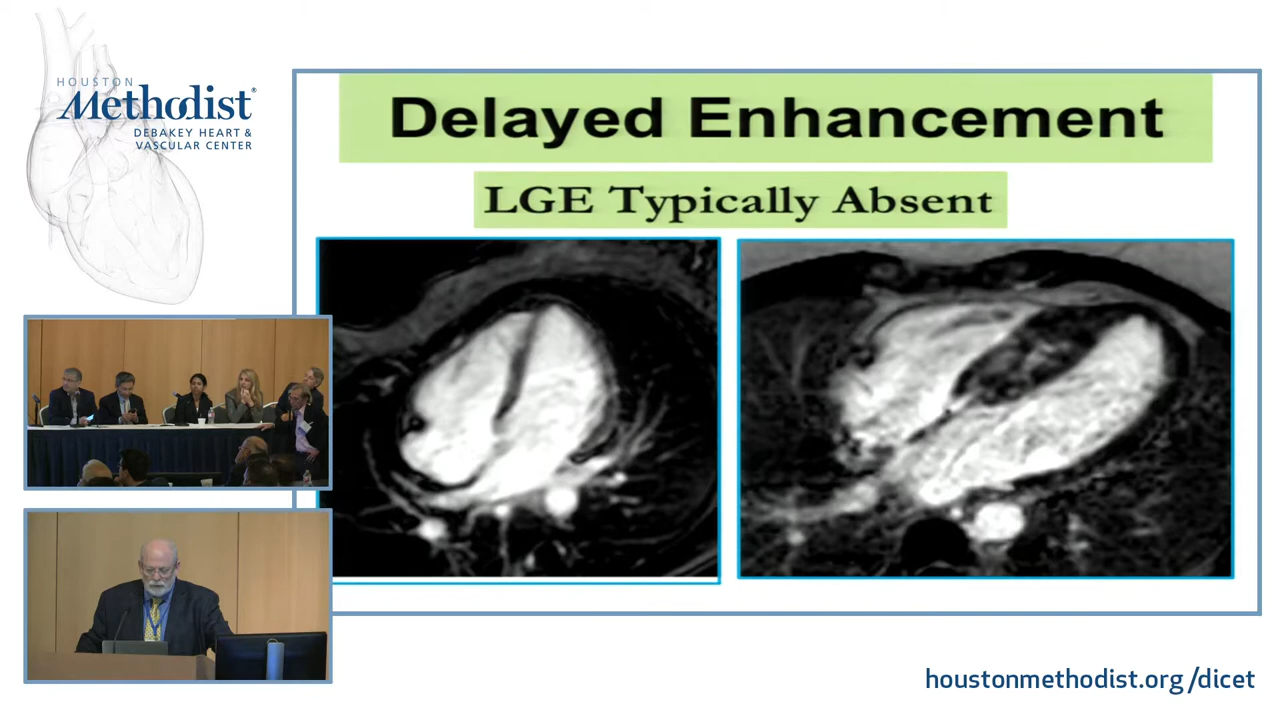 HOUSTON
Methodist®
DEBAKEY HEART &
VASCULAR CENTER
Delayed Enhancement
LGE Typically Absent
houstonmethodist.org/dicet